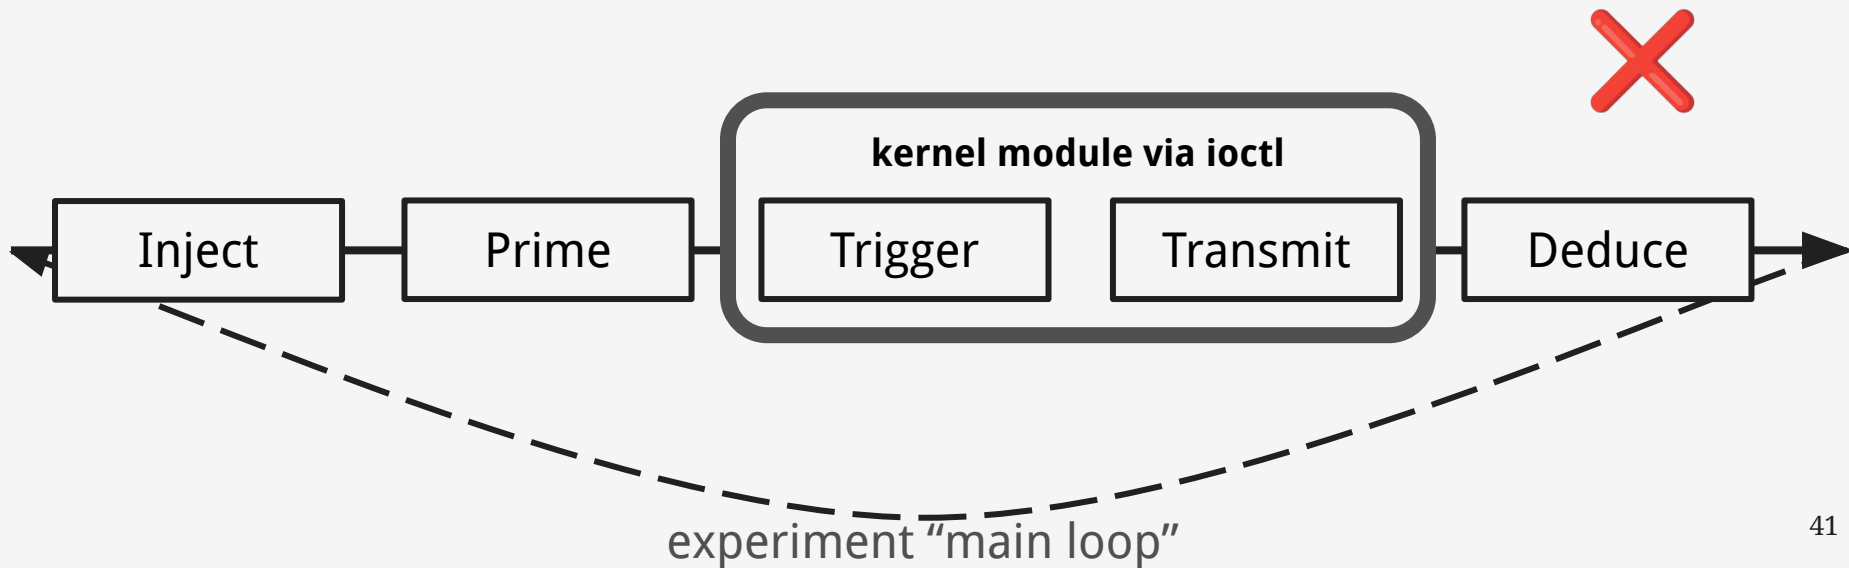 kernel module via ioctl
Inject
Prime
Trigger
Transmit
Deduce
experiment “main loop”
41